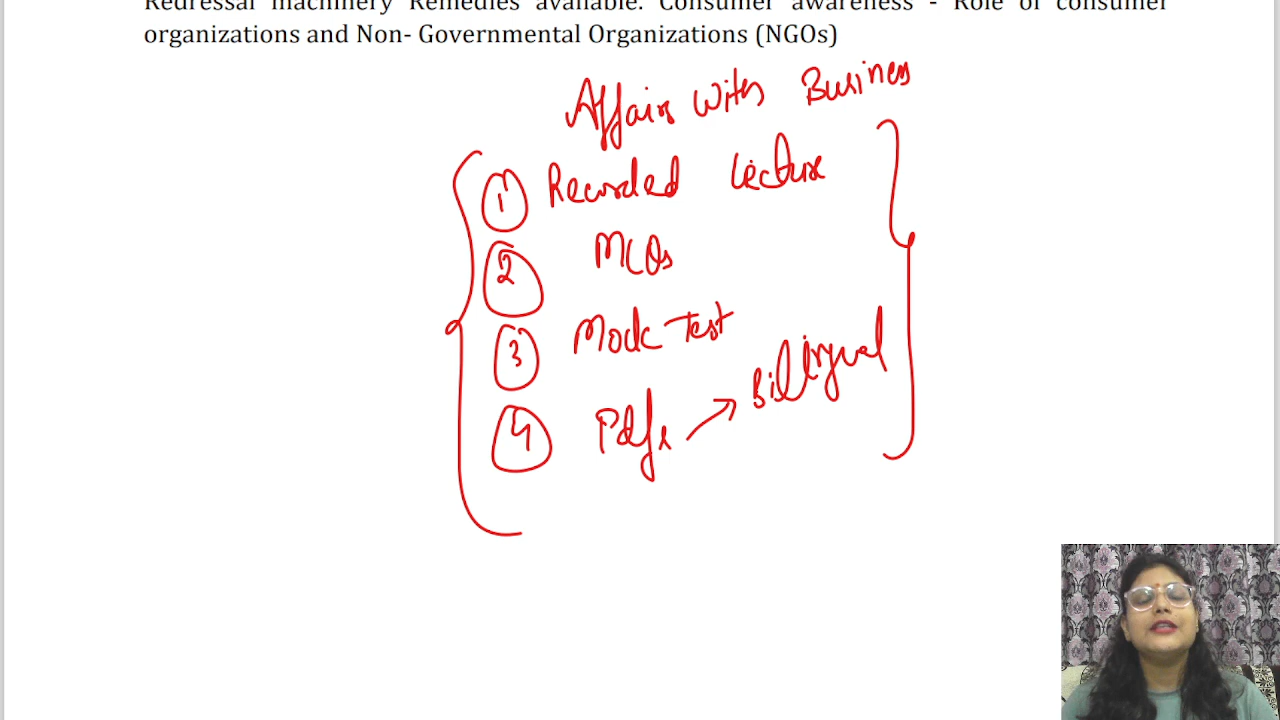 Redressal machinery Remedies available. Consumer awareness - Role of consumer
organizations and Non- Governmental Organizations (NGOs)
Affairs With Business
1 Recorded Lecture
2 MCQs
3 Mock Test
4 Pdfs → Bilingual